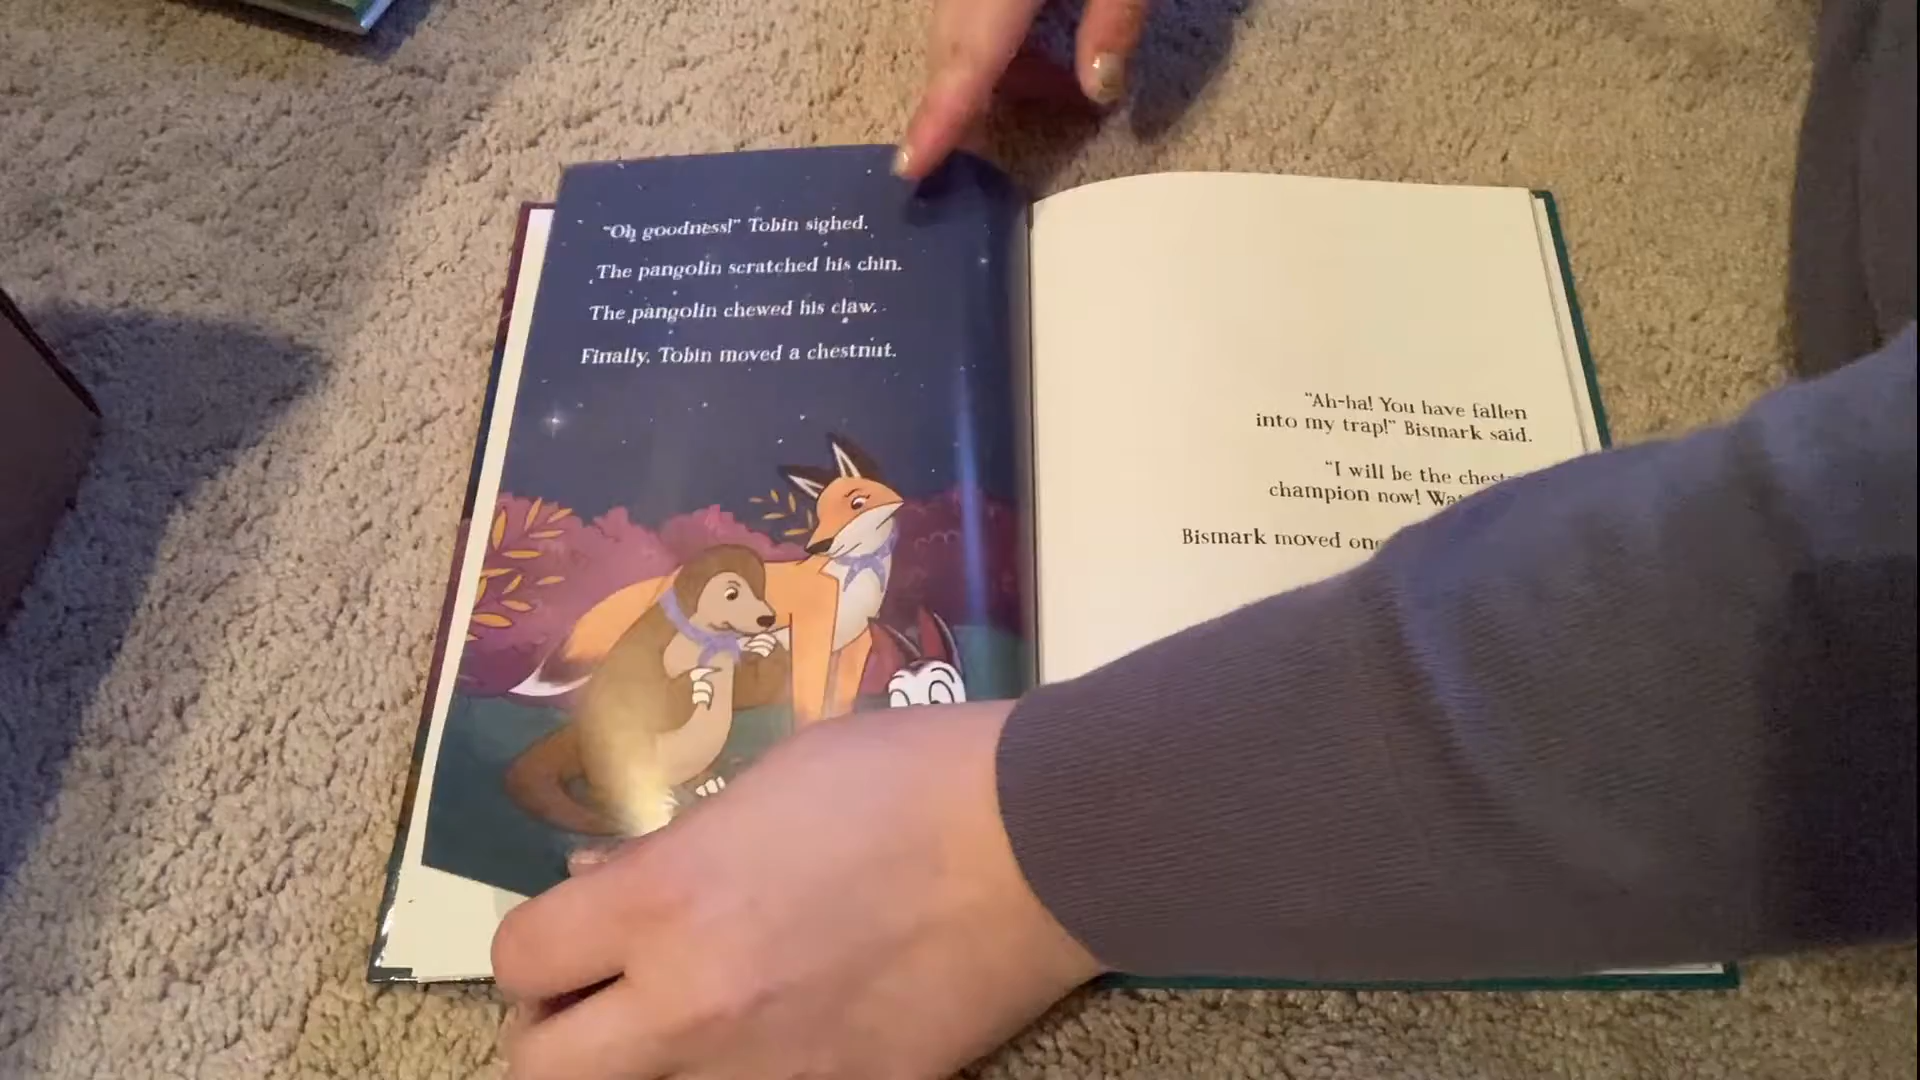 "Oh goodness!" Tobin sighed.
The pangolin scratched his chin.
The pangolin chewed his claw.
Finally, Tobin moved a chestnut.
"Ah-ha! You have fallen
into my trap!" Bismark said.
"I will be the
champion now!
Bismark moved